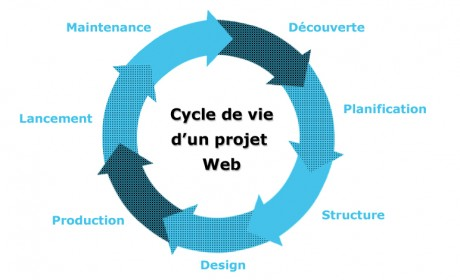 Cycle de vie
d’un projet
Web
Découverte
Planification
Structure
Design
Production
Lancement
Maintenance